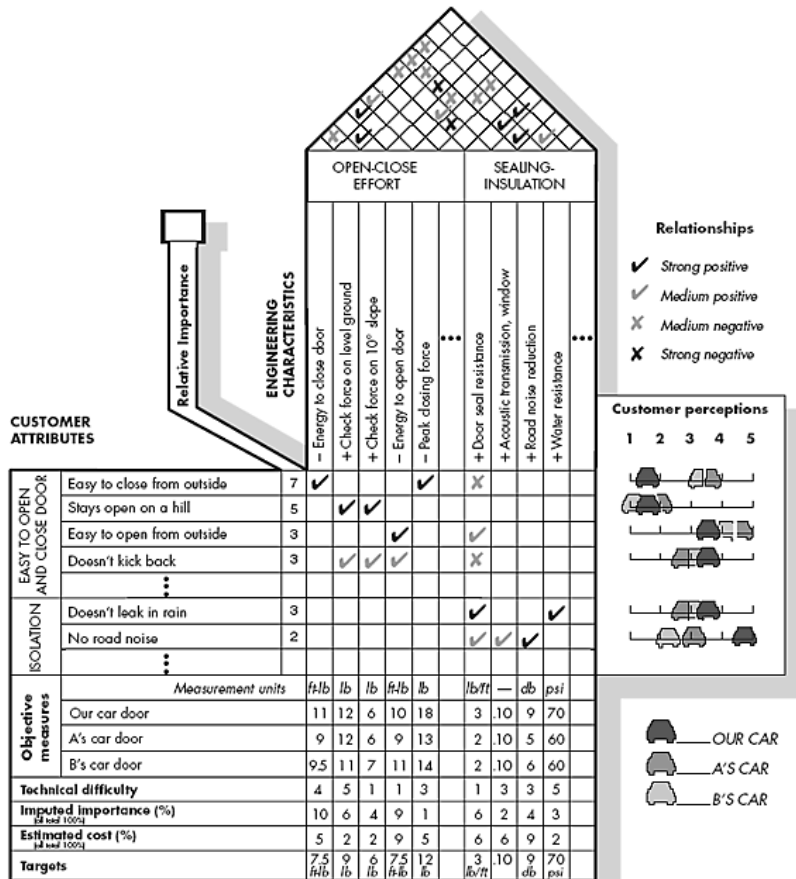 OPEN-CLOSE
EFFORT
SEALING-
INSULATION
Relationships
Strong positive
Medium positive
Medium negative
Strong negative
Relative Importance
ENGINEERING
CHARACTERISTICS
– Energy to close door
+ Check force on level ground
+ Check force on 10° slope
– Energy to open door
– Peak closing force
•••
+ Door seal resistance
+ Acoustic transmission, window
+ Road noise reduction
+ Water resistance
•••
CUSTOMER
ATTRIBUTES
Customer perceptions
1 2 3 4 5
EASY TO OPEN
AND CLOSE DOOR
Easy to close from outside 7
Stays open on a hill 5
Easy to open from outside 3
Doesn't kick back 3
ISOLATION
Doesn't leak in rain 3
No road noise 2
Objective
measures
Measurement units ft-lb lb lb ft-lb lb lb/ft — db psi
Our car door 11 12 6 10 18 3 .10 9 70
A's car door 9 12 6 9 13 2 .10 5 60
B's car door 9.5 11 7 11 14 2 .10 6 60
Technical difficulty 4 5 1 1 3 1 3 3 5
Imputed importance (%) 10 6 4 9 1 6 2 4 3
(all total 100%)
Estimated cost (%) 5 2 2 9 5 6 6 9 2
(all total 100%)
Targets 7.5 9 6 7.5 12 3 .10 9 70
ft-lb lb lb ft-lb lb lb/ft db psi
OUR CAR
A'S CAR
B'S CAR